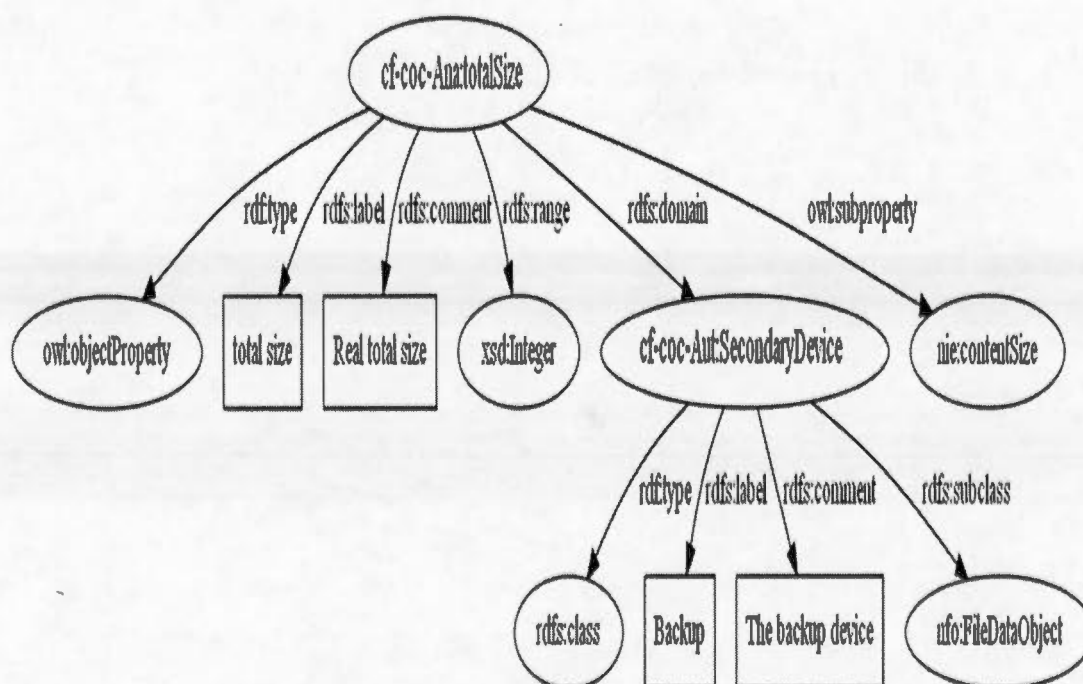 cf-coc-Ana:totalSize
rdf:type rdfs:label rdfs:comment rdfs:range rdfs:domain owl:subproperty
owl:objectProperty total size Real total size xsd:Integer cf-coc-Aut:SecondaryDevice nie:contentSize
rdf:type rdfs:label rdfs:comment rdfs:subclass
rdfs:class Backup The backup device nfo:FileDataObject